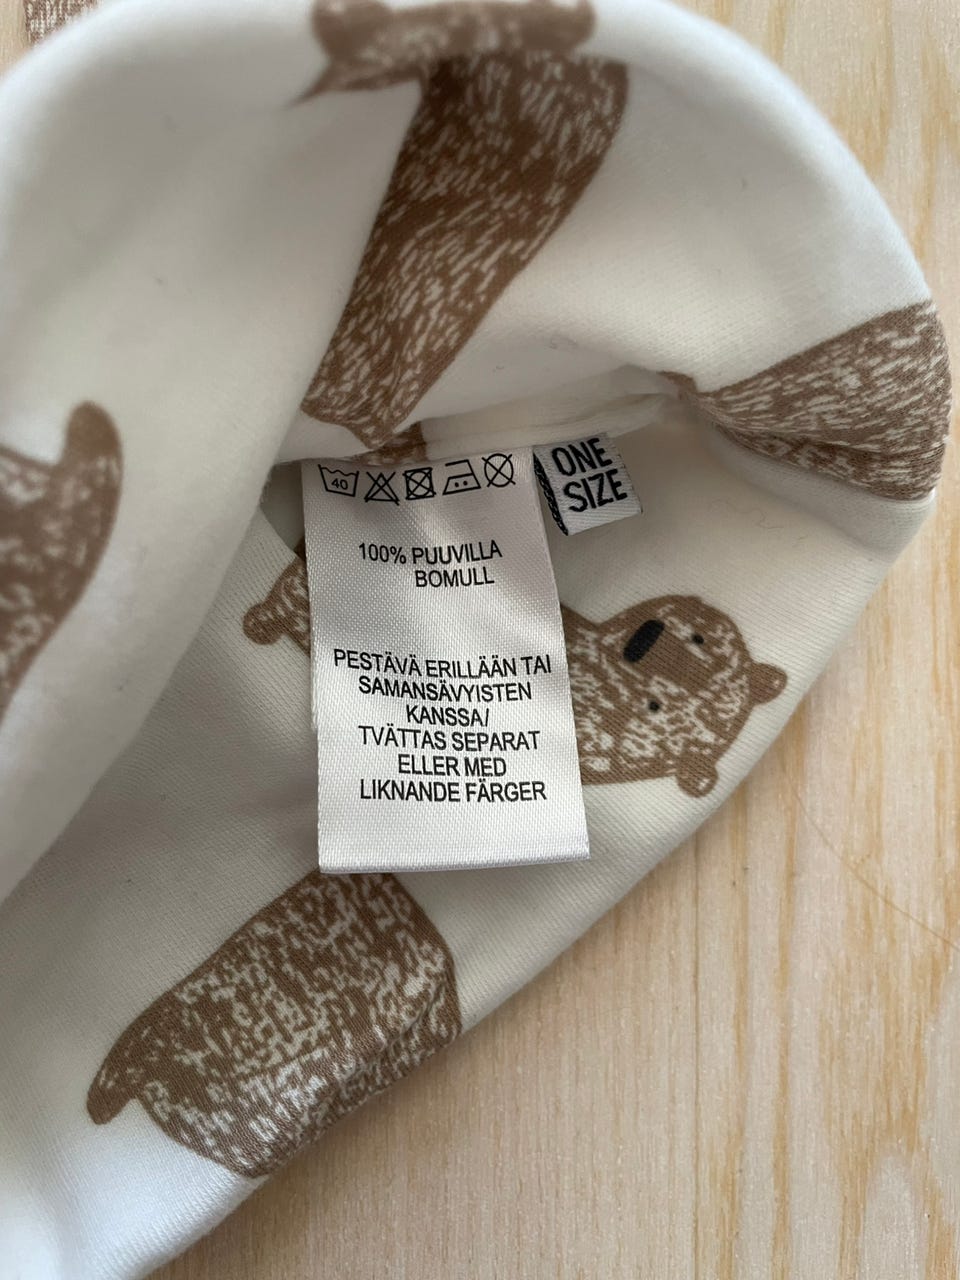 40
ONE
SIZE
100% PUUVILLA
BOMULL
PESTÄVÄ ERILLÄÄN TAI
SAMANSÄVYISTEN
KANSSA/
TVÄTTAS SEPARAT
ELLER MED
LIKNANDE FÄRGER